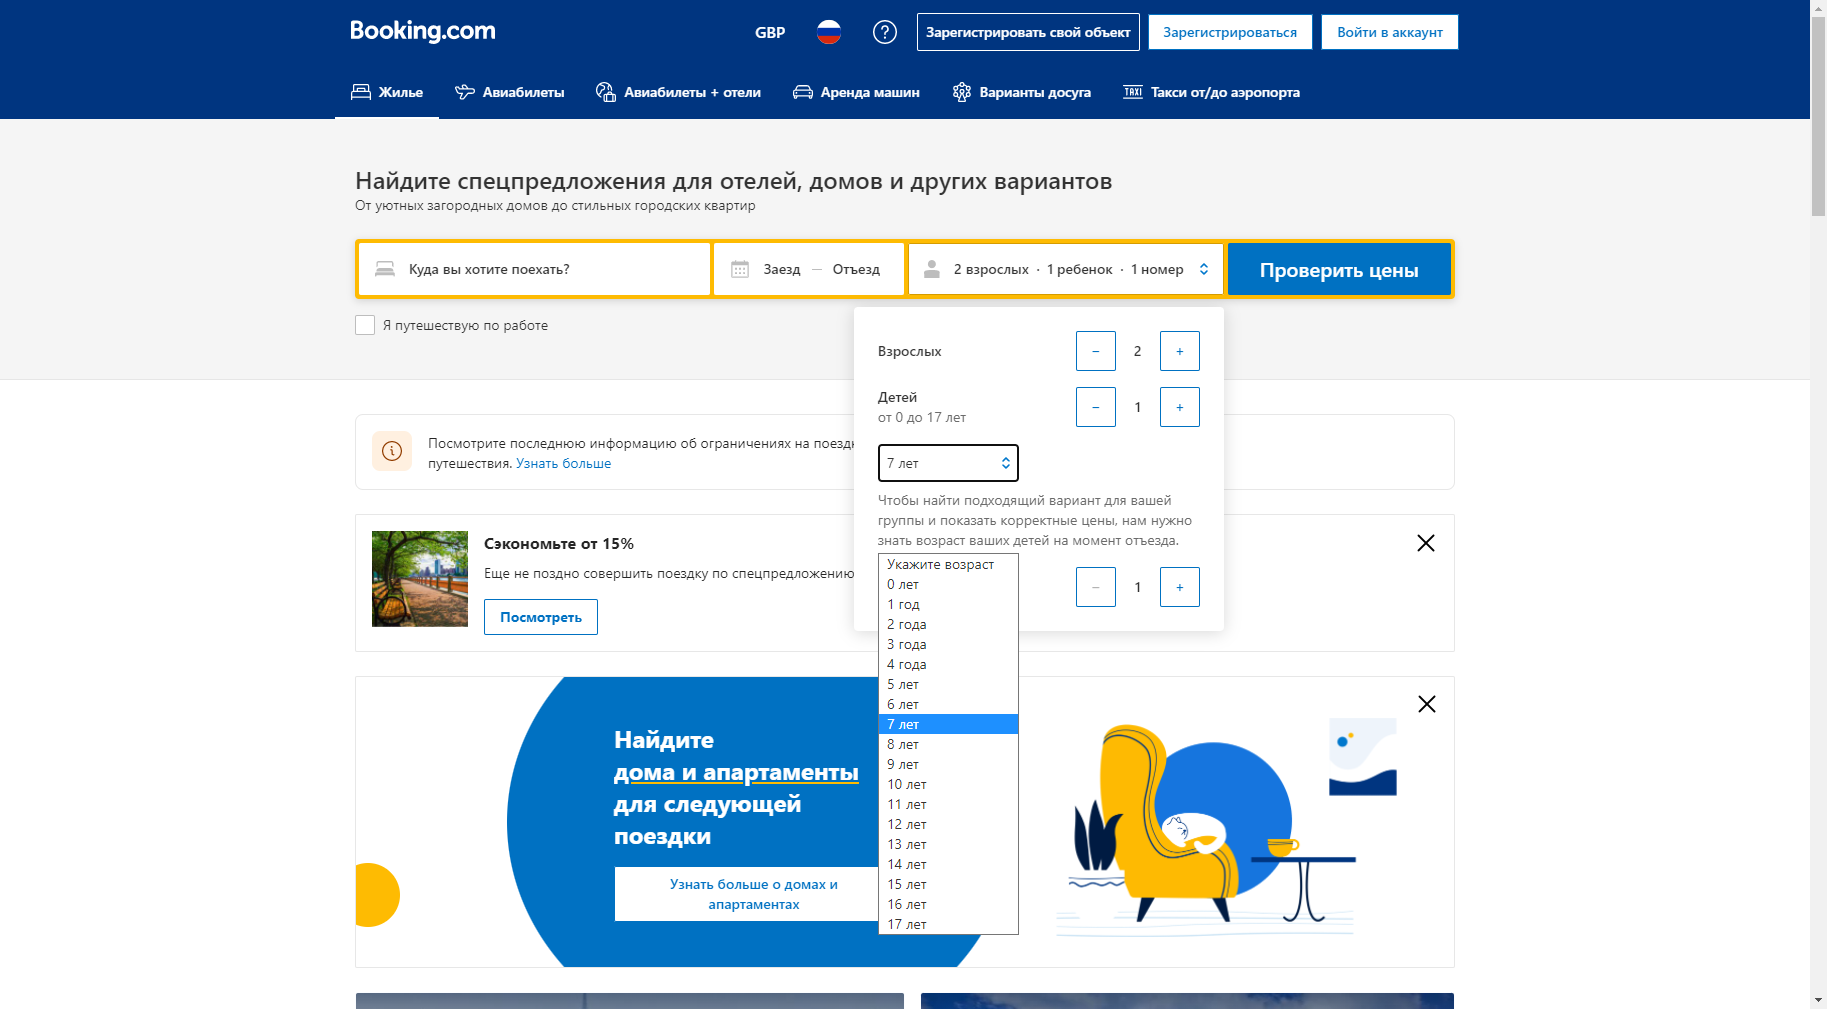 Booking.com
GBP
Зарегистрировать свой объект
Зарегистрироваться
Войти в аккаунт
Жилье
Авиабилеты
Авиабилеты + отели
Аренда машин
Варианты досуга
TAXI
Такси от/до аэропорта
Найдите спецпредложения для отелей, домов и других вариантов
От уютных загородных домов до стильных городских квартир
Куда вы хотите поехать?
Заезд — Отъезд
2 взрослых · 1 ребенок · 1 номер
Проверить цены
Я путешествую по работе
Взрослых
− 2 +
Детей
от 0 до 17 лет
− 1 +
7 лет
Чтобы найти подходящий вариант для вашей
группы и показать корректные цены, нам нужно
знать возраст ваших детей на момент отъезда.
− 1 +
Укажите возраст
0 лет
1 год
2 года
3 года
4 года
5 лет
6 лет
7 лет
8 лет
9 лет
10 лет
11 лет
12 лет
13 лет
14 лет
15 лет
16 лет
17 лет
Посмотрите последнюю информацию об ограничениях на
путешествия. Узнать больше
Сэкономьте от 15%
Еще не поздно совершить поездку по спецпредложению
Посмотреть
Найдите
дома и апартаменты
для следующей
поездки
Узнать больше о домах и
апартаментах